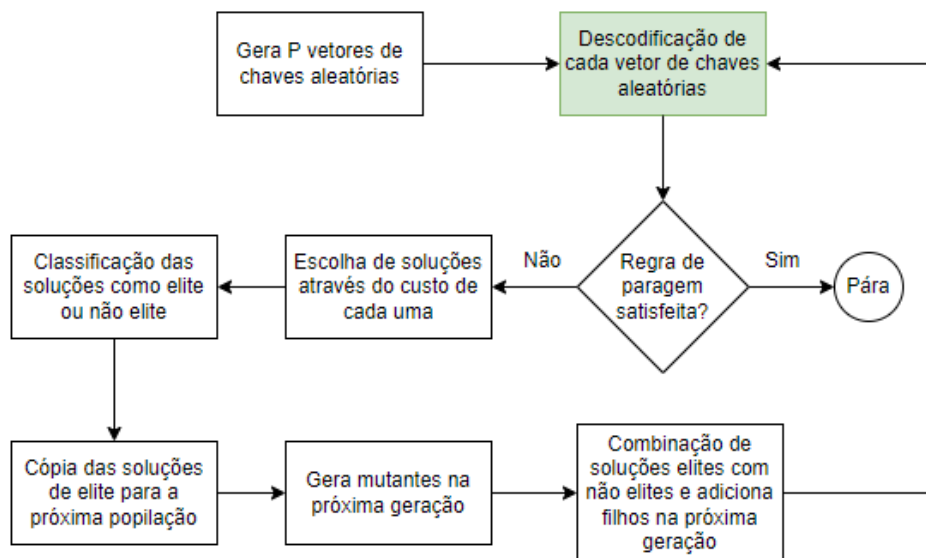 Gera P vetores de
chaves aleatórias
Descodificação de
cada vetor de chaves
aleatórias
Classificação das
soluções como elite
ou não elite
Escolha de soluções
através do custo de
cada uma
Não
Regra de
paragem
satisfeita?
Sim
Pára
Cópia das soluções
de elite para a
próxima popilação
Gera mutantes na
próxima geração
Combinação de
soluções elites com
não elites e adiciona
filhos na próxima
geração